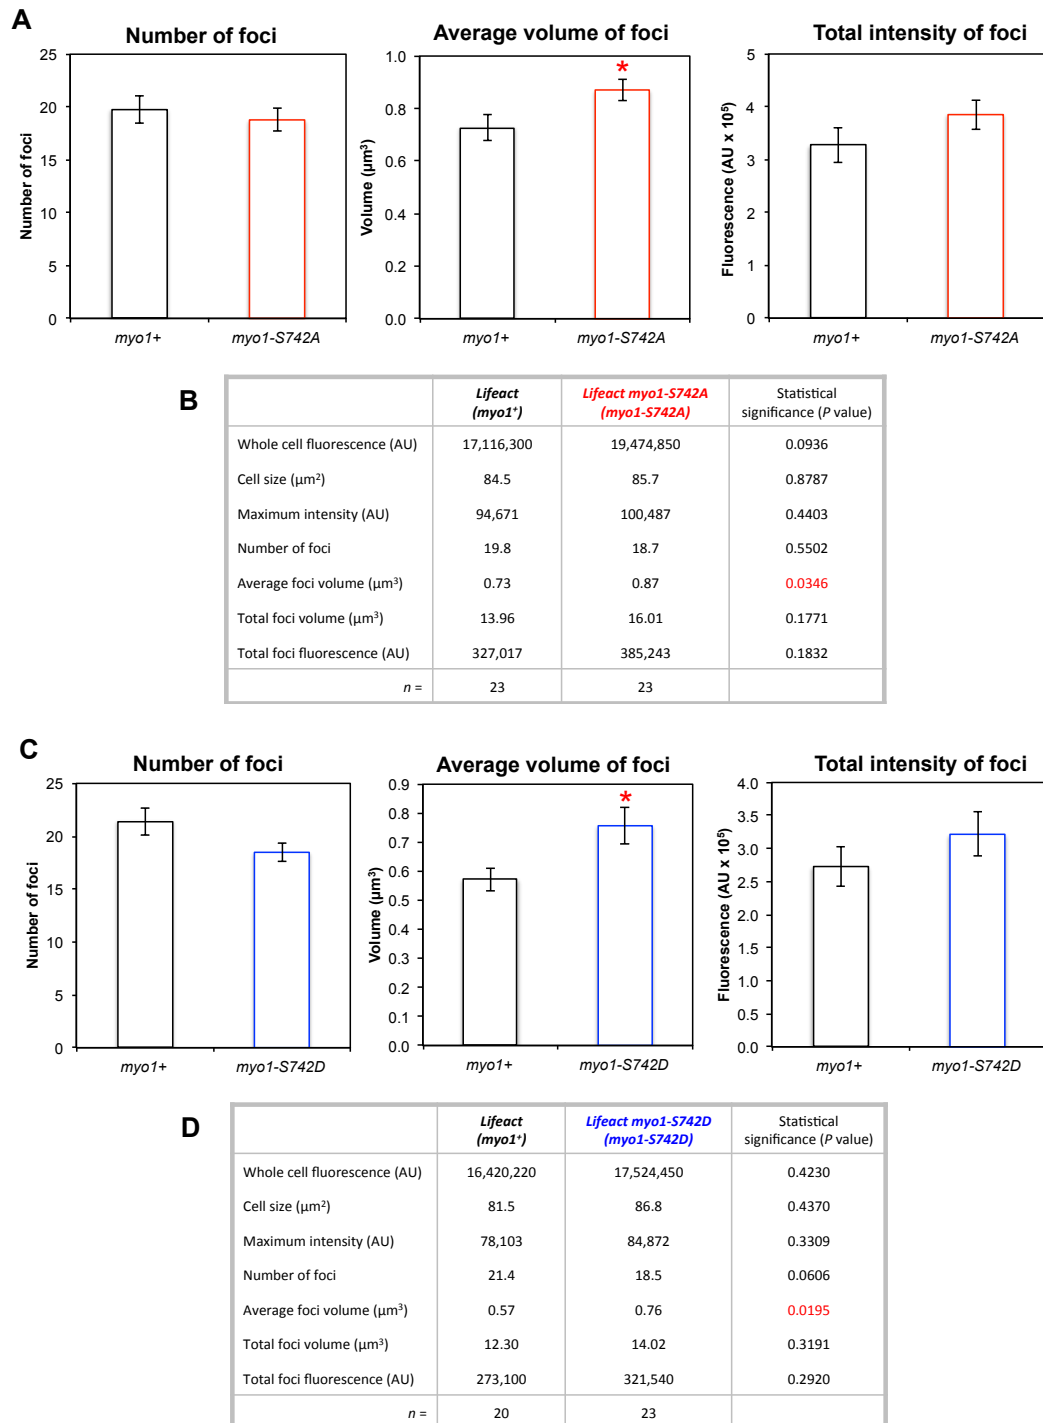 A
Number of foci
Number of foci
25
20
15
10
5
0
myo1+
myo1-S742A
Average volume of foci
Volume (µm³)
1.0
0.8
0.6
0.4
0.2
0.0
*
myo1+
myo1-S742A
Total intensity of foci
Fluorescence (AU x 10⁵)
5
4
3
2
1
0
myo1+
myo1-S742A
B
Lifeact (myo1⁺)
Lifeact myo1-S742A (myo1-S742A)
Statistical significance (P value)
Whole cell fluorescence (AU) 17,116,300 19,474,850 0.0936
Cell size (µm²) 84.5 85.7 0.8787
Maximum intensity (AU) 94,671 100,487 0.4403
Number of foci 19.8 18.7 0.5502
Average foci volume (µm³) 0.73 0.87 0.0346
Total foci volume (µm³) 13.96 16.01 0.1771
Total foci fluorescence (AU) 327,017 385,243 0.1832
n = 23 23
C
Number of foci
Number of foci
25
20
15
10
5
0
myo1+
myo1-S742D
Average volume of foci
Volume (µm³)
0.9
0.8
0.7
0.6
0.5
0.4
0.3
0.2
0.1
0.0
*
myo1+
myo1-S742D
Total intensity of foci
Fluorescence (AU x 10⁵)
4.0
3.5
3.0
2.5
2.0
1.5
1.0
0.5
0.0
myo1+
myo1-S742D
D
Lifeact (myo1⁺)
Lifeact myo1-S742D (myo1-S742D)
Statistical significance (P value)
Whole cell fluorescence (AU) 16,420,220 17,524,450 0.4230
Cell size (µm²) 81.5 86.8 0.4370
Maximum intensity (AU) 78,103 84,872 0.3309
Number of foci 21.4 18.5 0.0606
Average foci volume (µm³) 0.57 0.76 0.0195
Total foci volume (µm³) 12.30 14.02 0.3191
Total foci fluorescence (AU) 273,100 321,540 0.2920
n = 20 23